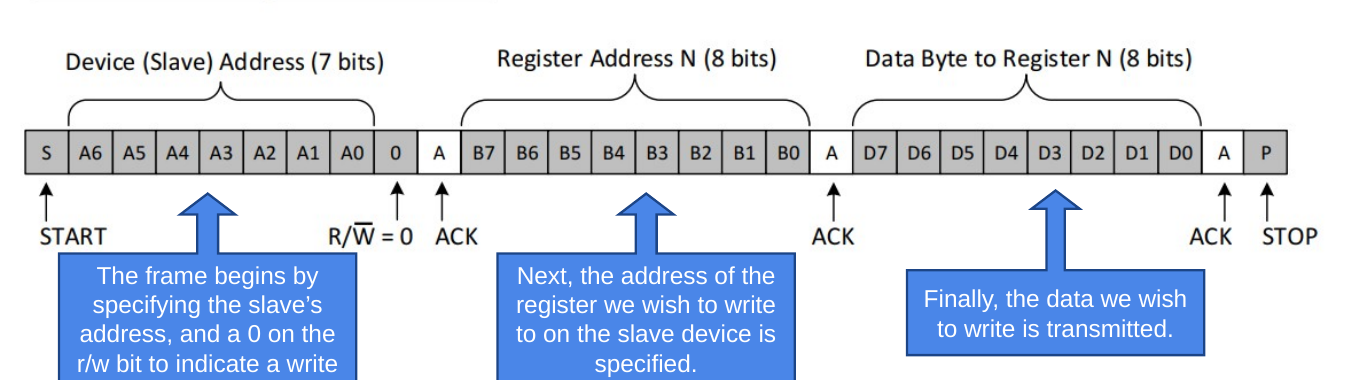 Device (Slave) Address (7 bits)
Register Address N (8 bits)
Data Byte to Register N (8 bits)
S A6 A5 A4 A3 A2 A1 A0 0 A B7 B6 B5 B4 B3 B2 B1 B0 A D7 D6 D5 D4 D3 D2 D1 D0 A P
START
R/W̅ = 0
ACK
ACK
ACK
STOP
The frame begins by
specifying the slave’s
address, and a 0 on the
r/w bit to indicate a write
Next, the address of the
register we wish to write
to on the slave device is
specified.
Finally, the data we wish
to write is transmitted.